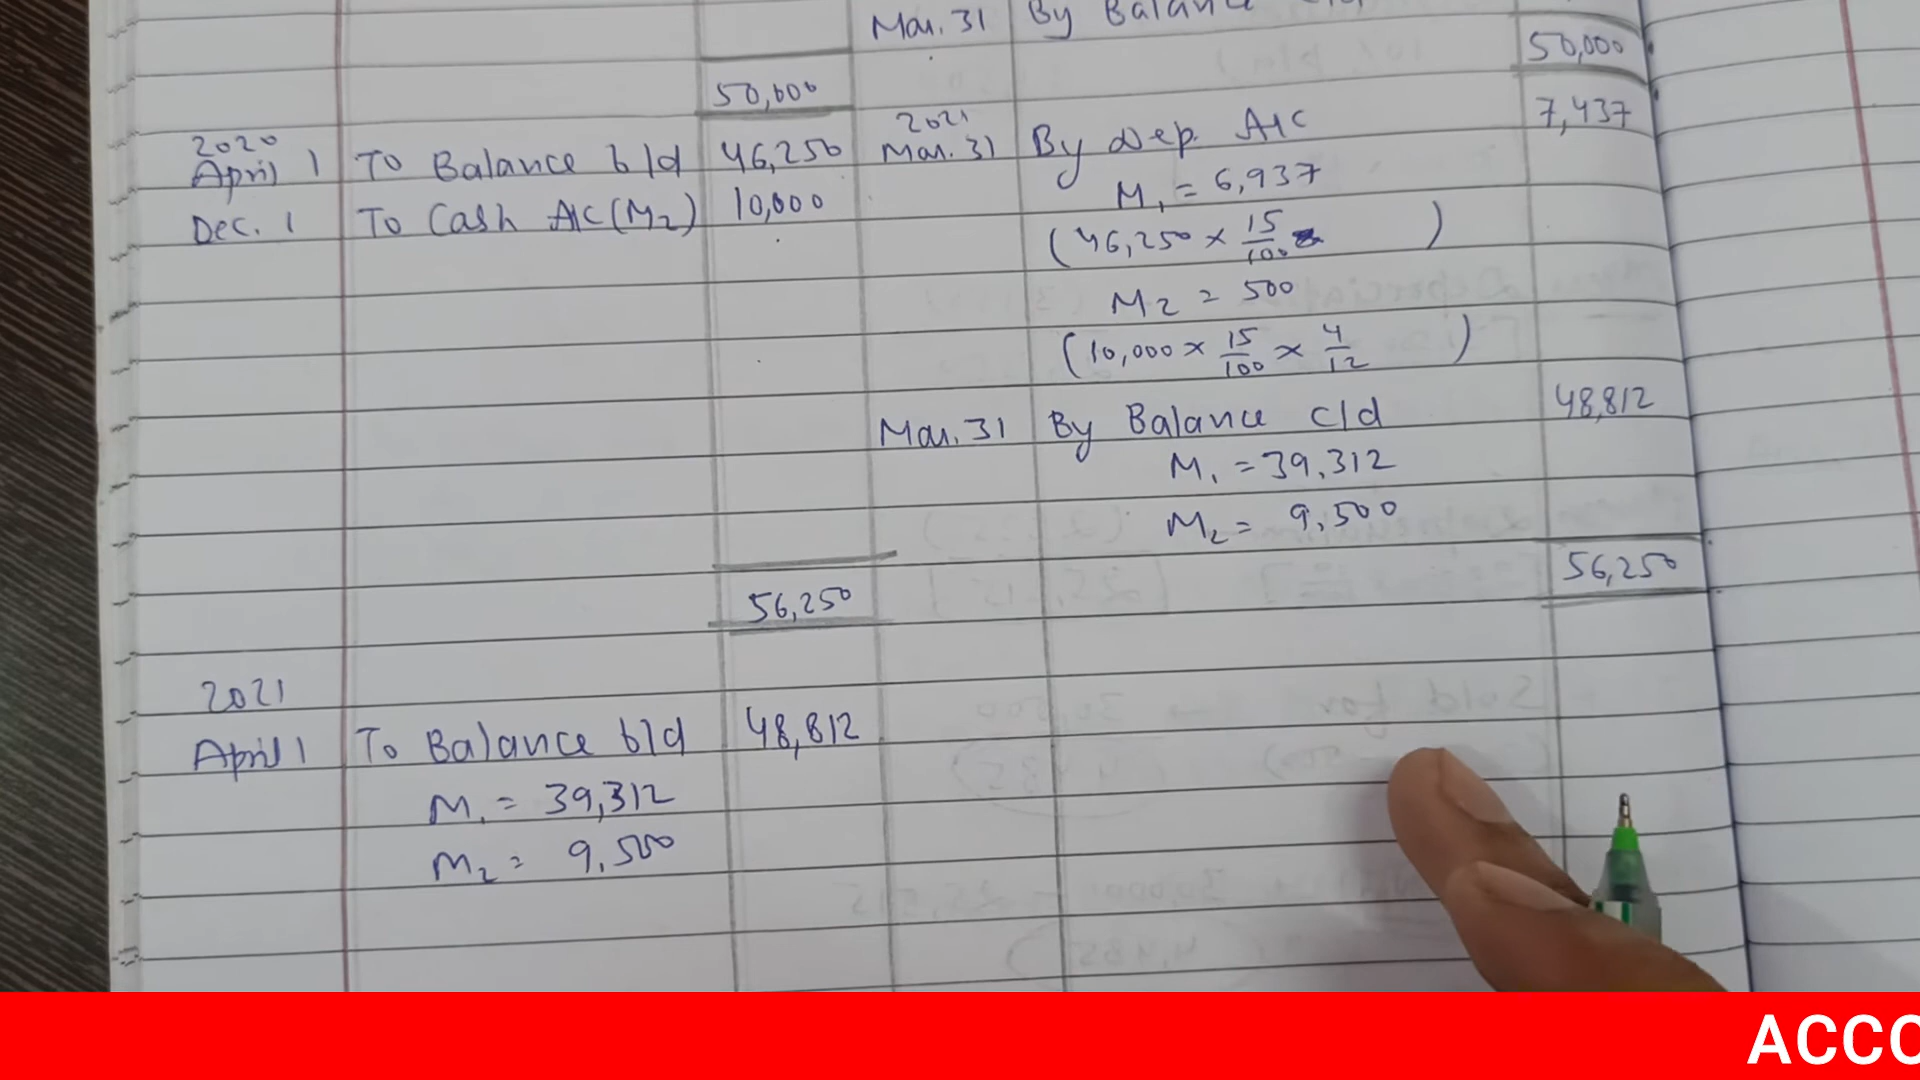 Mar. 31 By Balance c/d
50,000
50,000
2020
April 1 To Balance b/d 46,250
2021
Mar. 31 By Dep. A/c 7,437
M1 = 6,937
Dec. 1 To Cash A/c (M2) 10,000
(46,250 × 15/100)
M2 = 500
(10,000 × 15/100 × 4/12)
Mar. 31 By Balance c/d 48,812
M1 = 39,312
M2 = 9,500
56,250
56,250
2021
April 1 To Balance b/d 48,812
M1 = 39,312
M2 = 9,500
ACCO